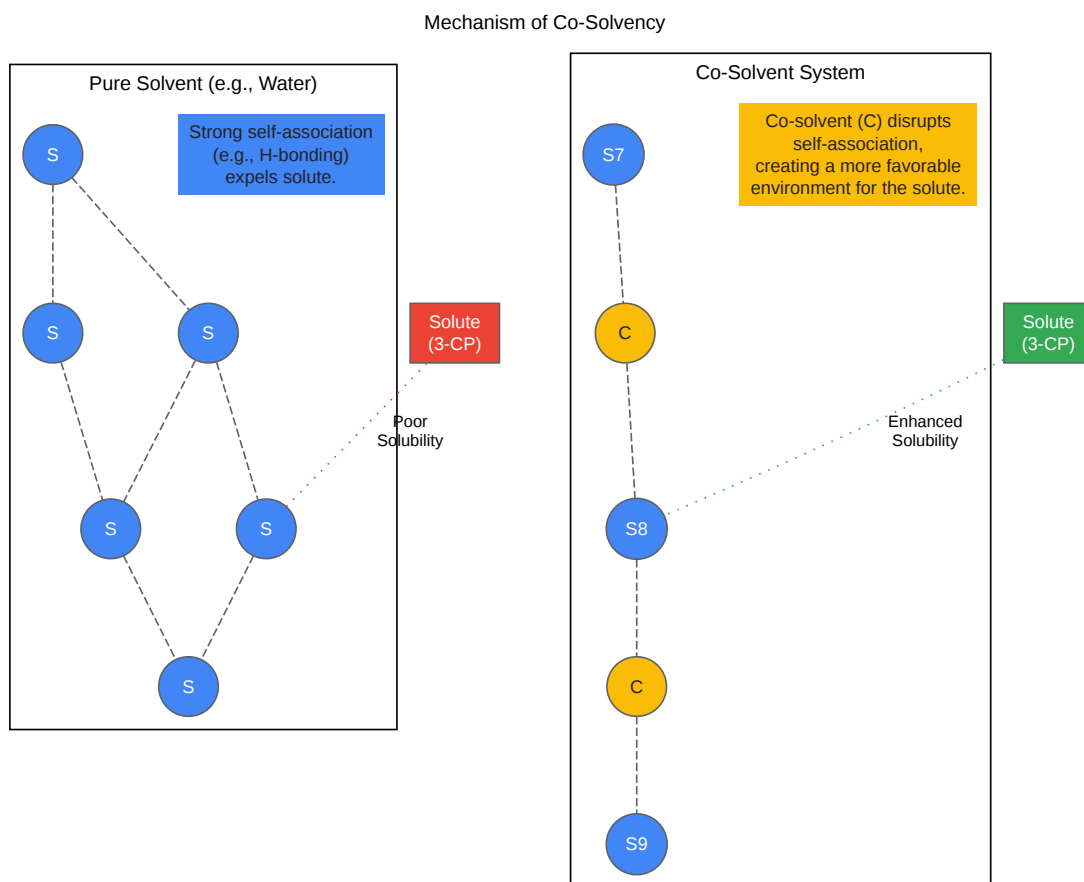 Mechanism of Co-Solvency
Pure Solvent (e.g., Water)
Strong self-association
(e.g., H-bonding)
expels solute.
S
S
S
S
S
S
Solute
(3-CP)
Poor
Solubility
Co-Solvent System
Co-solvent (C) disrupts
self-association,
creating a more favorable
environment for the solute.
S7
C
S8
C
S9
Solute
(3-CP)
Enhanced
Solubility